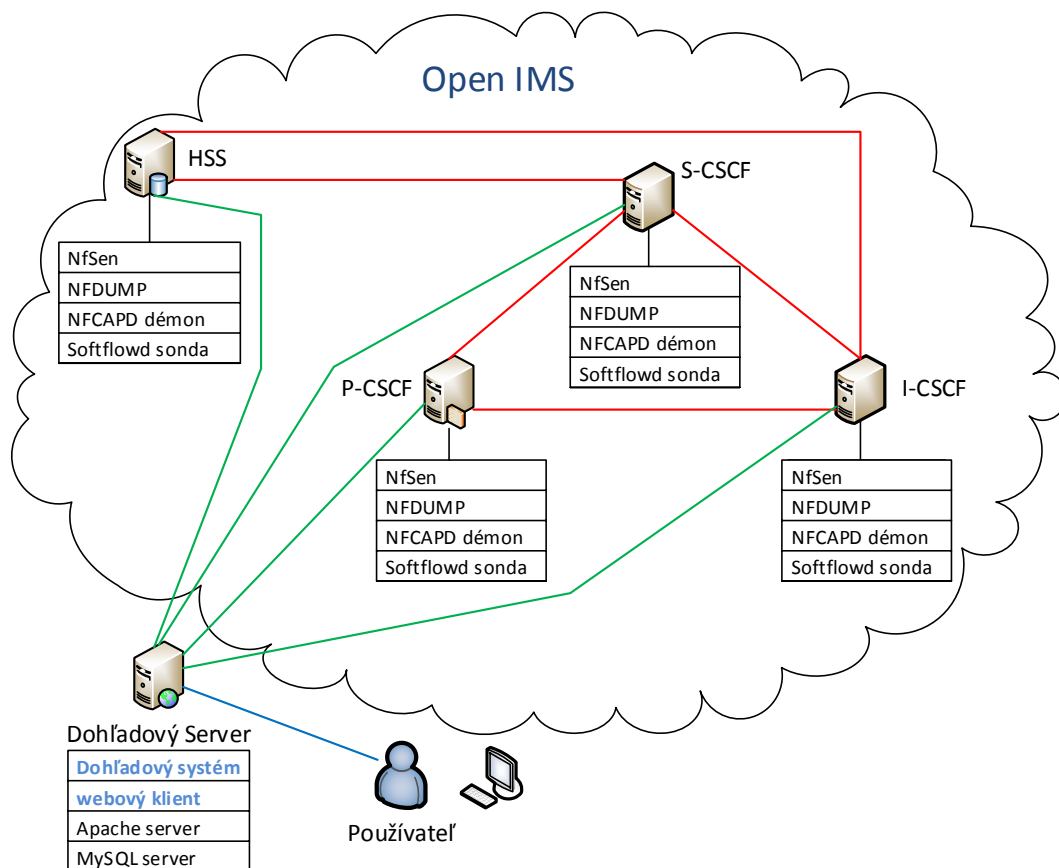 Open IMS
HSS
S-CSCF
NfSen
NFDUMP
NFCAPD démon
Softflowd sonda
NfSen
NFDUMP
NFCAPD démon
Softflowd sonda
P-CSCF
I-CSCF
NfSen
NFDUMP
NFCAPD démon
Softflowd sonda
NfSen
NFDUMP
NFCAPD démon
Softflowd sonda
Dohľadový Server
Dohľadový systém
webový klient
Apache server
MySQL server
Používateľ